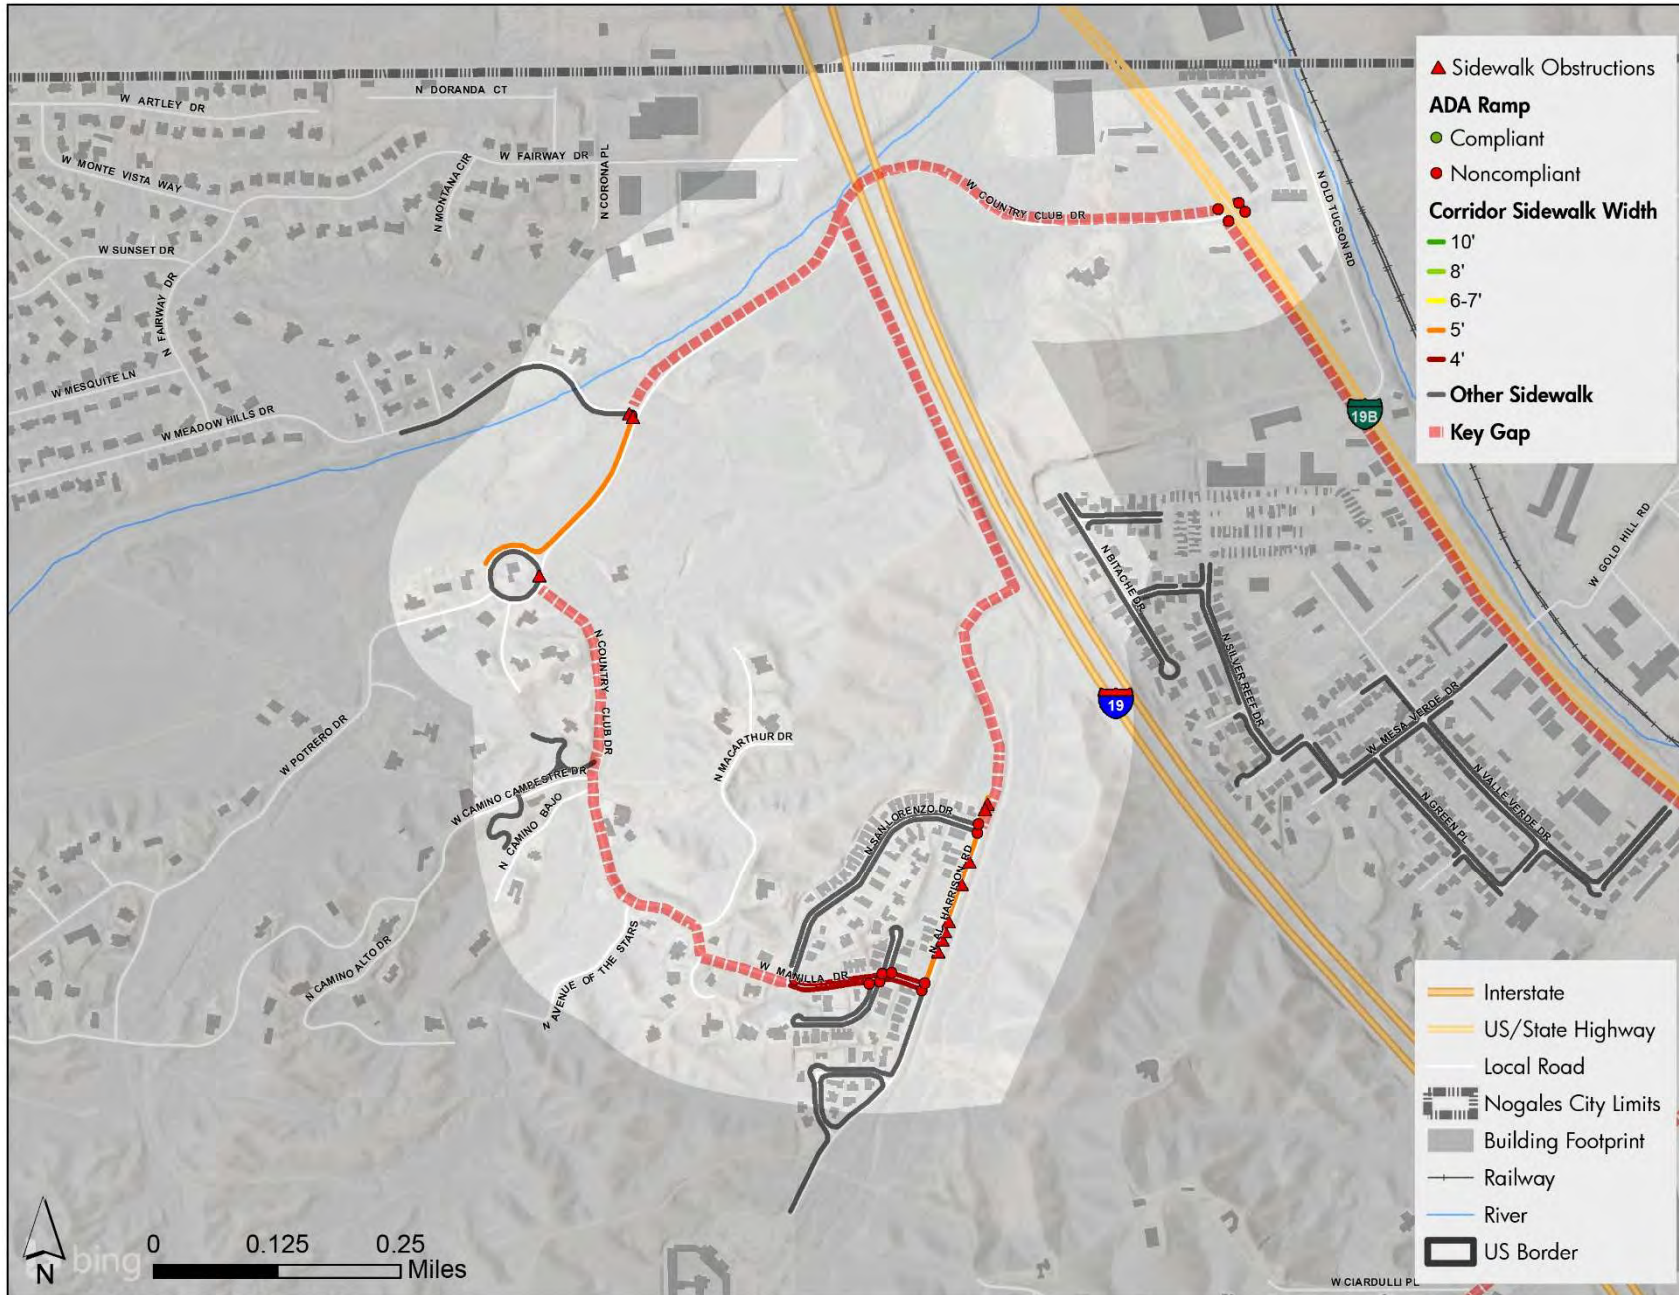 W ARTLEY DR
N DORANDA CT
W MONTE VISTA WAY
N MONTANA CIR
W FAIRWAY DR
N CORONA PL
W SUNSET DR
N FAIRWAY DR
W MESQUITE LN
W MEADOW HILLS DR
W COUNTRY CLUB DR
N OLD TUCSON RD
19B
W GOLD HILL RD
N BITACHE DR
N SILVER REEF DR
19
W MESA VERDE DR
N VALLE VERDE DR
N GREEN PL
N COUNTRY CLUB DR
W POTRERO DR
N MACARTHUR DR
W CAMINO CAMPESTRE DR
N CAMINO BAJO
N SAN LORENZO DR
N AL HARRISON RD
N AVENUE OF THE STARS
W MANILLA DR
N CAMINO ALTO DR
W CIARDULLI PL
Sidewalk Obstructions
ADA Ramp
Compliant
Noncompliant
Corridor Sidewalk Width
10'
8'
6-7'
5'
4'
Other Sidewalk
Key Gap
Interstate
US/State Highway
Local Road
Nogales City Limits
Building Footprint
Railway
River
US Border
N
bing
0 0.125 0.25
Miles